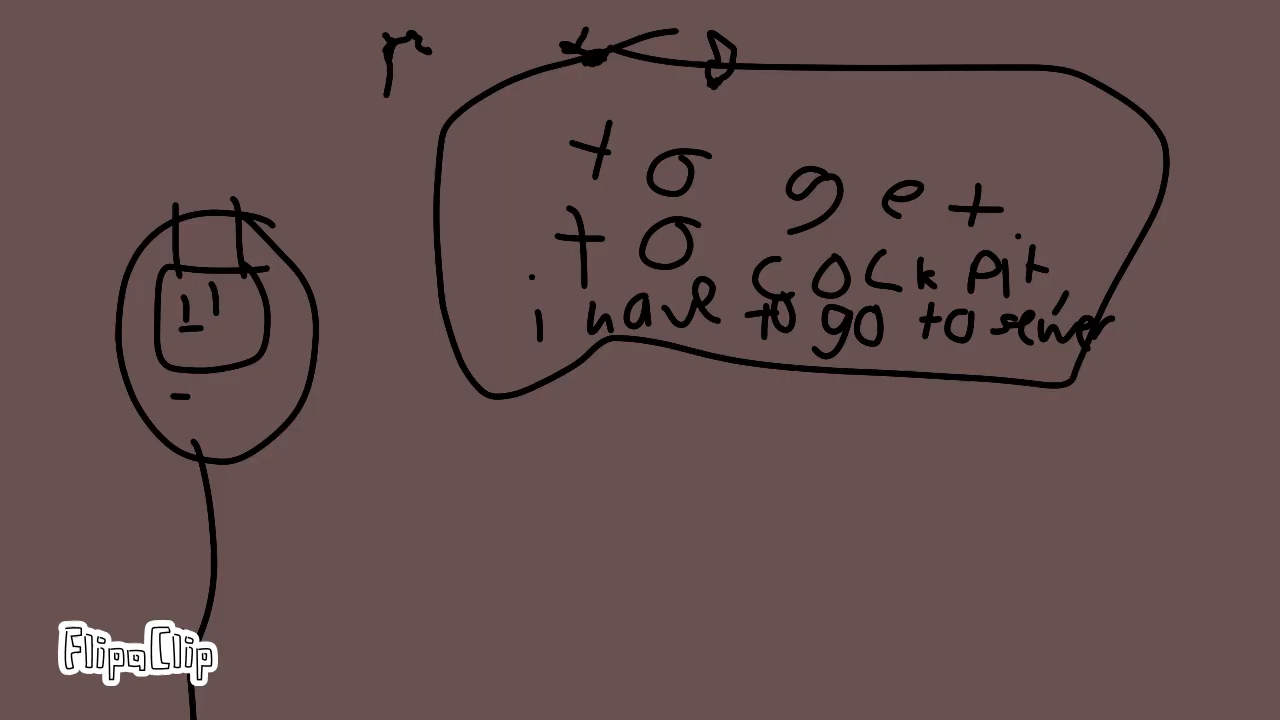 r
to get
to cockpit
i have to go to sewer
FlipaClip